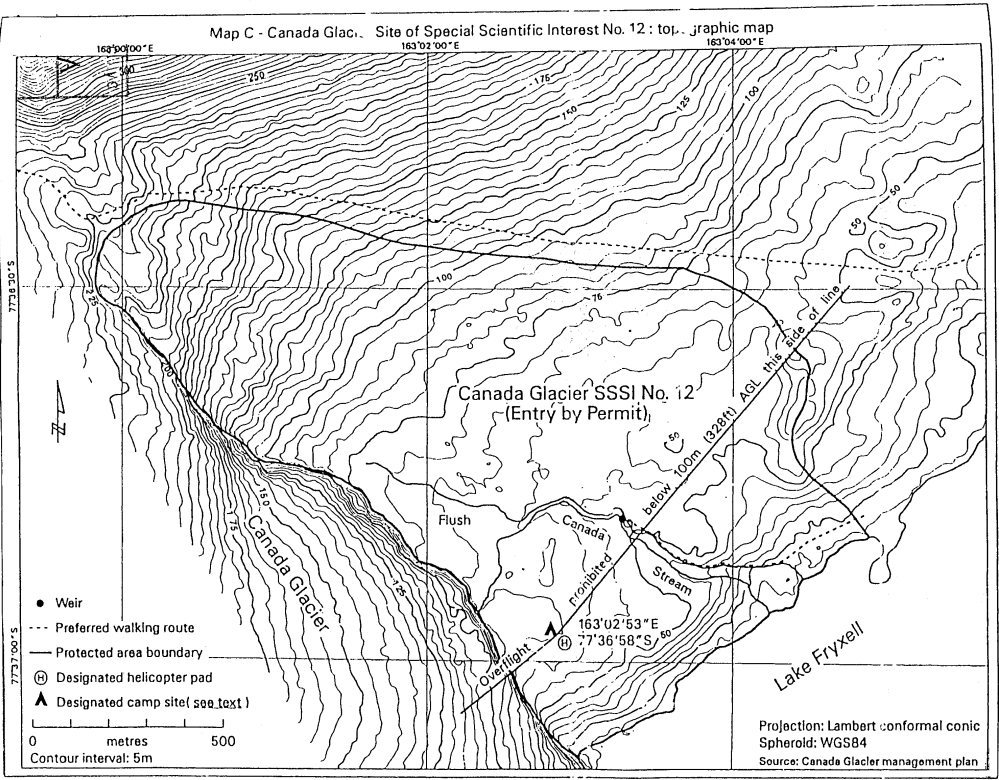 Map C - Canada Glaci. Site of Special Scientific Interest No. 12 : top. graphic map
163°00'00"E
163°02'00"E
163°04'00"E
250
175
150
125
100
50
50
77°36'30"S
225
100
75
200
Canada Glacier SSSI No. 12
(Entry by Permit)
50
Overflight prohibited below 100m (328ft) AGL this side of line
150
175
Canada Glacier
125
Flush
Canada Stream
N
163°02'53"E
H 77°36'58"S
50
77°37'00"S
Lake Fryxell
Weir
Preferred walking route
Protected area boundary
H Designated helicopter pad
Designated camp site( see text )
0 metres 500
Contour interval: 5m
Projection: Lambert conformal conic
Spheroid: WGS84
Source: Canada Glacier management plan